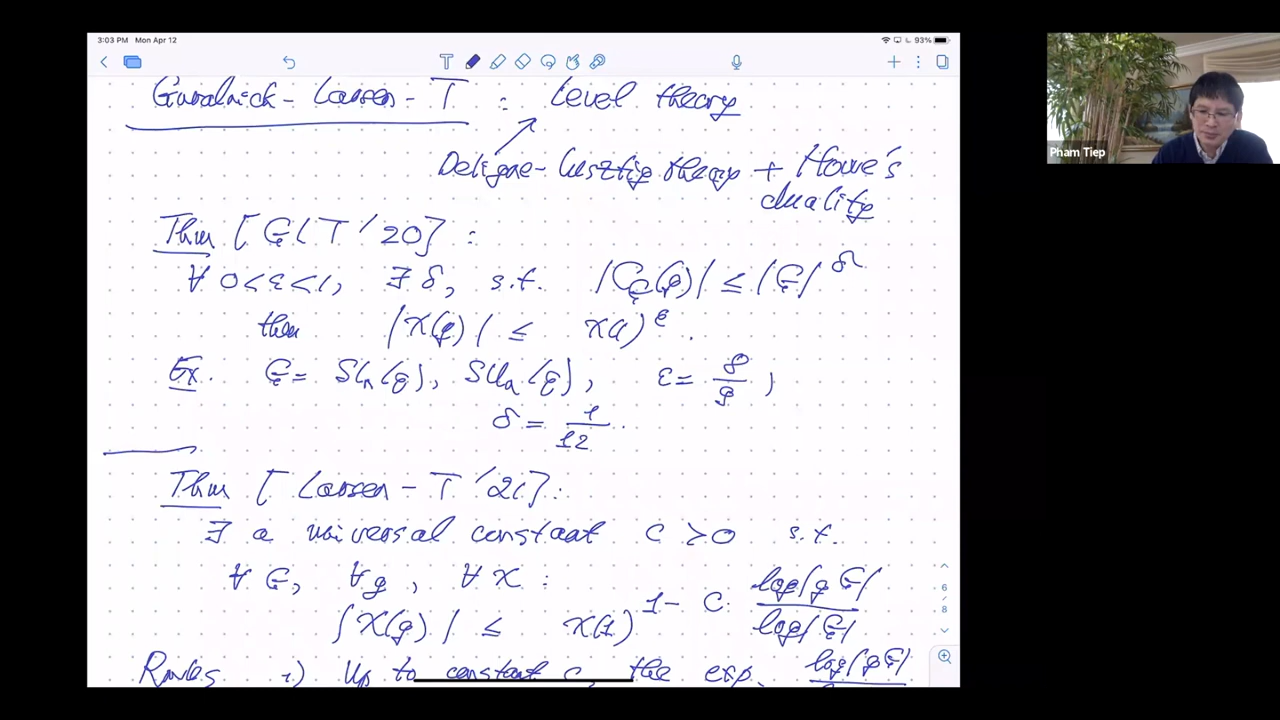 3:03 PM Mon Apr 12
93%
Guralnick - Larsen - T : Level theory
Deligne-Lusztig theory + Howe's
duality
Thm [GLT '20] :
∀ 0<ε<1, ∃ δ, s.t. |C_G(g)| ≤ |G|^δ
then |χ(g)| ≤ χ(1)^ε .
Ex. G = SL_n(q), SU_n(q), ε = 8/9 ,
δ = 1/12 .
Thm [Larsen - T '21] :
∃ a universal constant c > 0 s.t.
∀ G, ∀ g, ∀ χ :
|χ(g)| ≤ χ(1)^{1 - c · log|g^G| / log|G|}
Rmks i) Up to constant c, the exp. log|g^G|
6
8
Pham Tiep